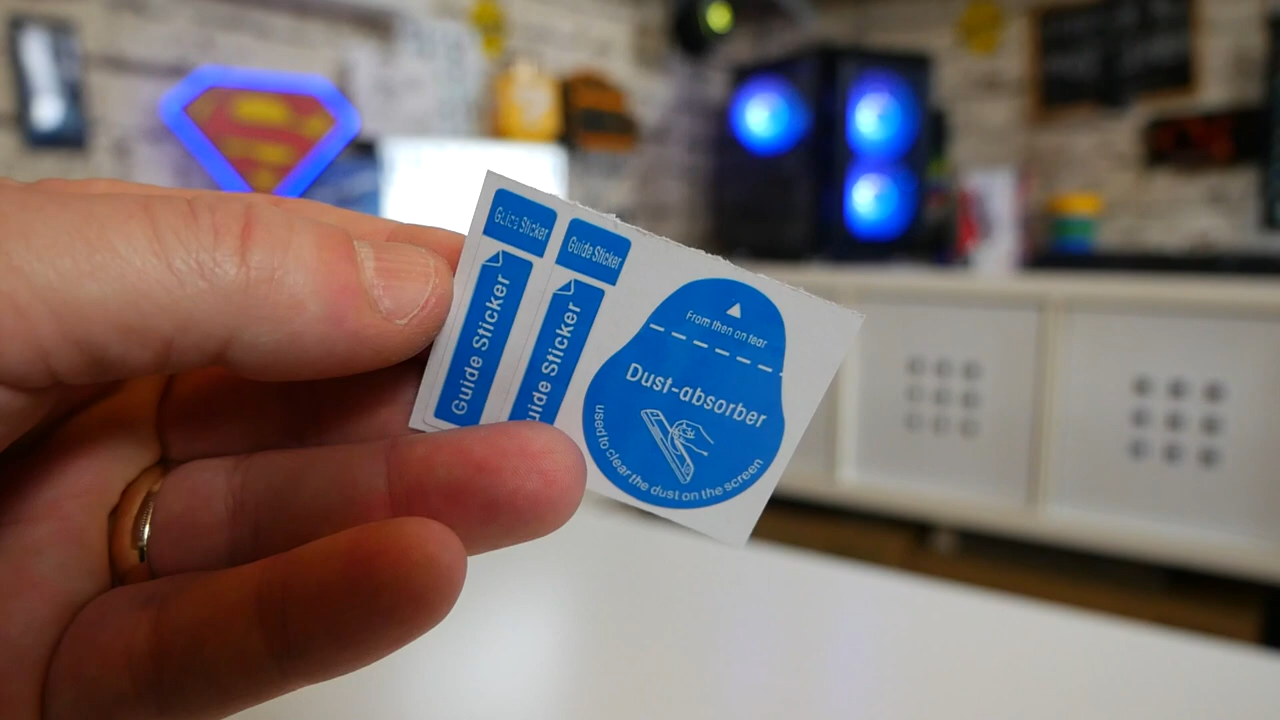 Guide Sticker
Guide Sticker
Guide Sticker
uide Sticker
From then on tear
Dust-absorber
used to clear the dust on the screen